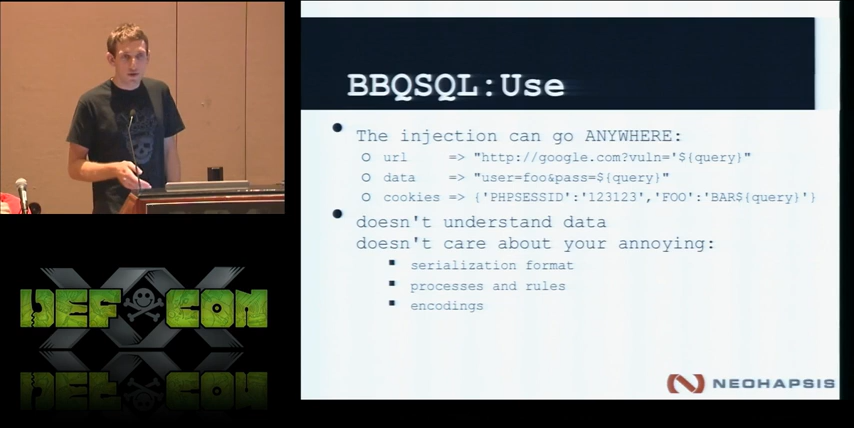 BBQSQL:Use
The injection can go ANYWHERE:
url => "http://google.com?vuln='${query}"
data => "user=foo&pass=${query}"
cookies => {'PHPSESSID':'123123','FOO':'BAR${query}'}
doesn't understand data
doesn't care about your annoying:
serialization format
processes and rules
encodings
NEOHAPSIS
XX
DEF CON